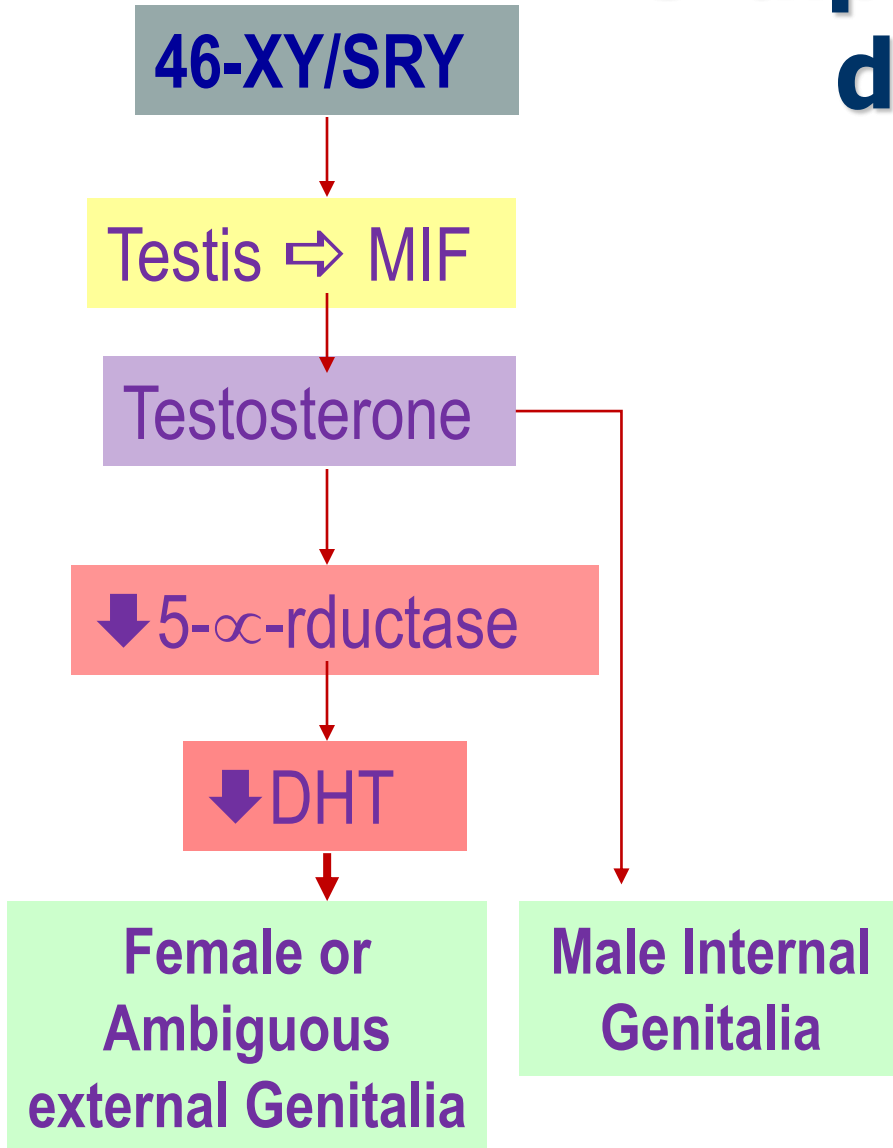 46-XY/SRY
d
Testis ⇨ MIF
Testosterone
🡇5-∝-rductase
🡇DHT
Female or
Ambiguous
external Genitalia
Male Internal
Genitalia